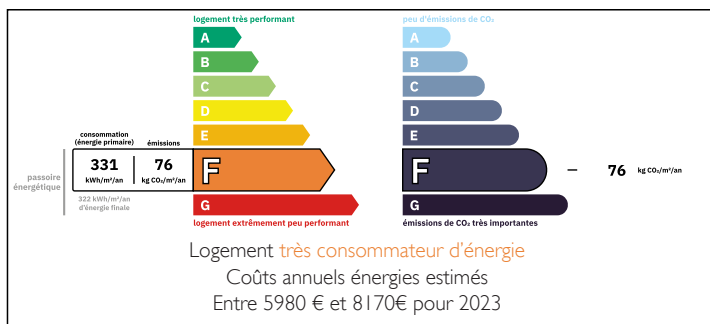 logement très performant
A
B
C
D
E
consommation
(énergie primaire)
émissions
331
kWh/m²/an
76
kg CO₂/m²/an
F
passoire
énergétique
322 kWh/m²/an
d'énergie finale
G
logement extrêmement peu performant
peu d'émissions de CO₂
A
B
C
D
E
F
76 kg CO₂/m²/an
G
émissions de CO₂ très importantes
Logement très consommateur d'énergie
Coûts annuels énergies estimés
Entre 5980 € et 8170€ pour 2023